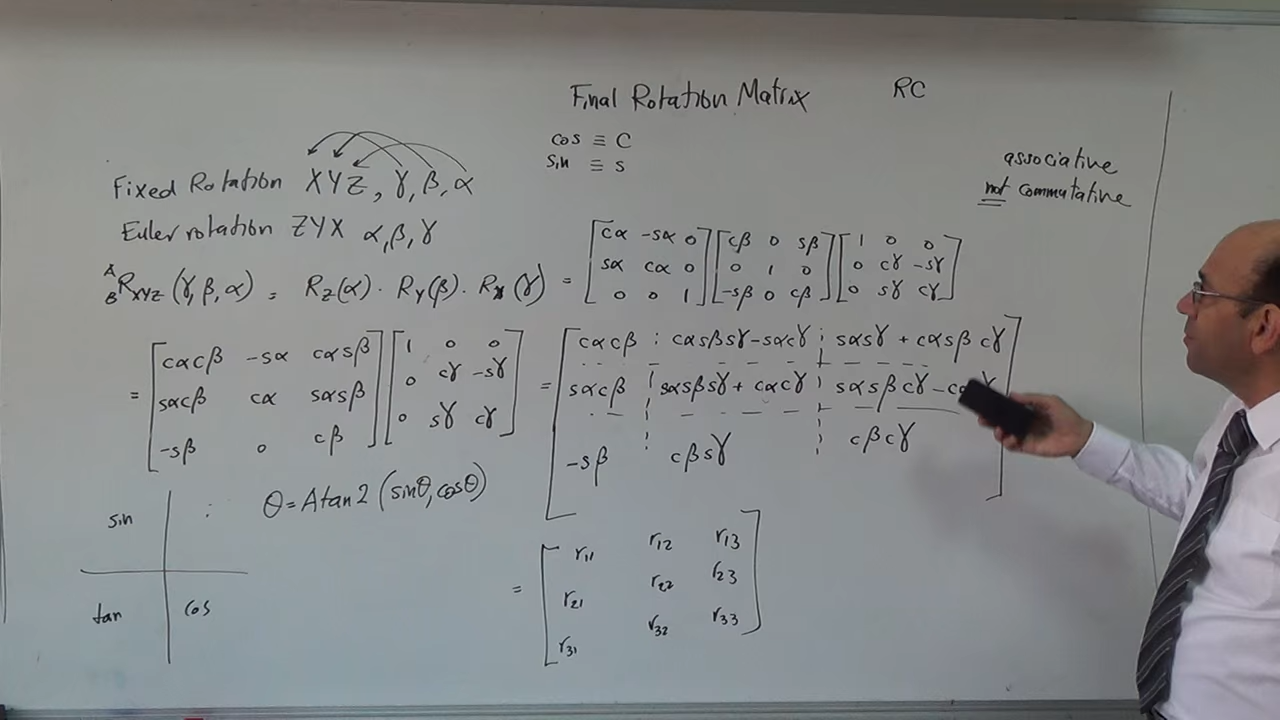 Final Rotation Matrix RC
cos ≡ C
sin ≡ s
associative
not commutative
Fixed Rotation XYZ, γ, β, α
Euler rotation ZYX α, β, γ
[cα -sα 0] [cβ 0 sβ] [1 0 0]
[sα cα 0] [0 1 0] [0 cγ -sγ]
[0 0 1] [-sβ 0 cβ] [0 sγ cγ]
A B R XYZ (γ, β, α) = RZ(α) . RY(β) . RX(γ) =
[cαcβ -sα cαsβ] [1 0 0]
= [sαcβ cα sαsβ] [0 cγ -sγ]
[-sβ 0 cβ] [0 sγ cγ]
[cαcβ cαsβsγ-sαcγ sαsγ + cαsβcγ]
= [sαcβ sαsβsγ + cαcγ sαsβcγ-
[-sβ cβsγ cβcγ]
θ = Atan2 (sinθ, cosθ)
sin :
tan cos
[r11 r12 r13]
= [r21 r22 r23]
[r31 r32 r33]